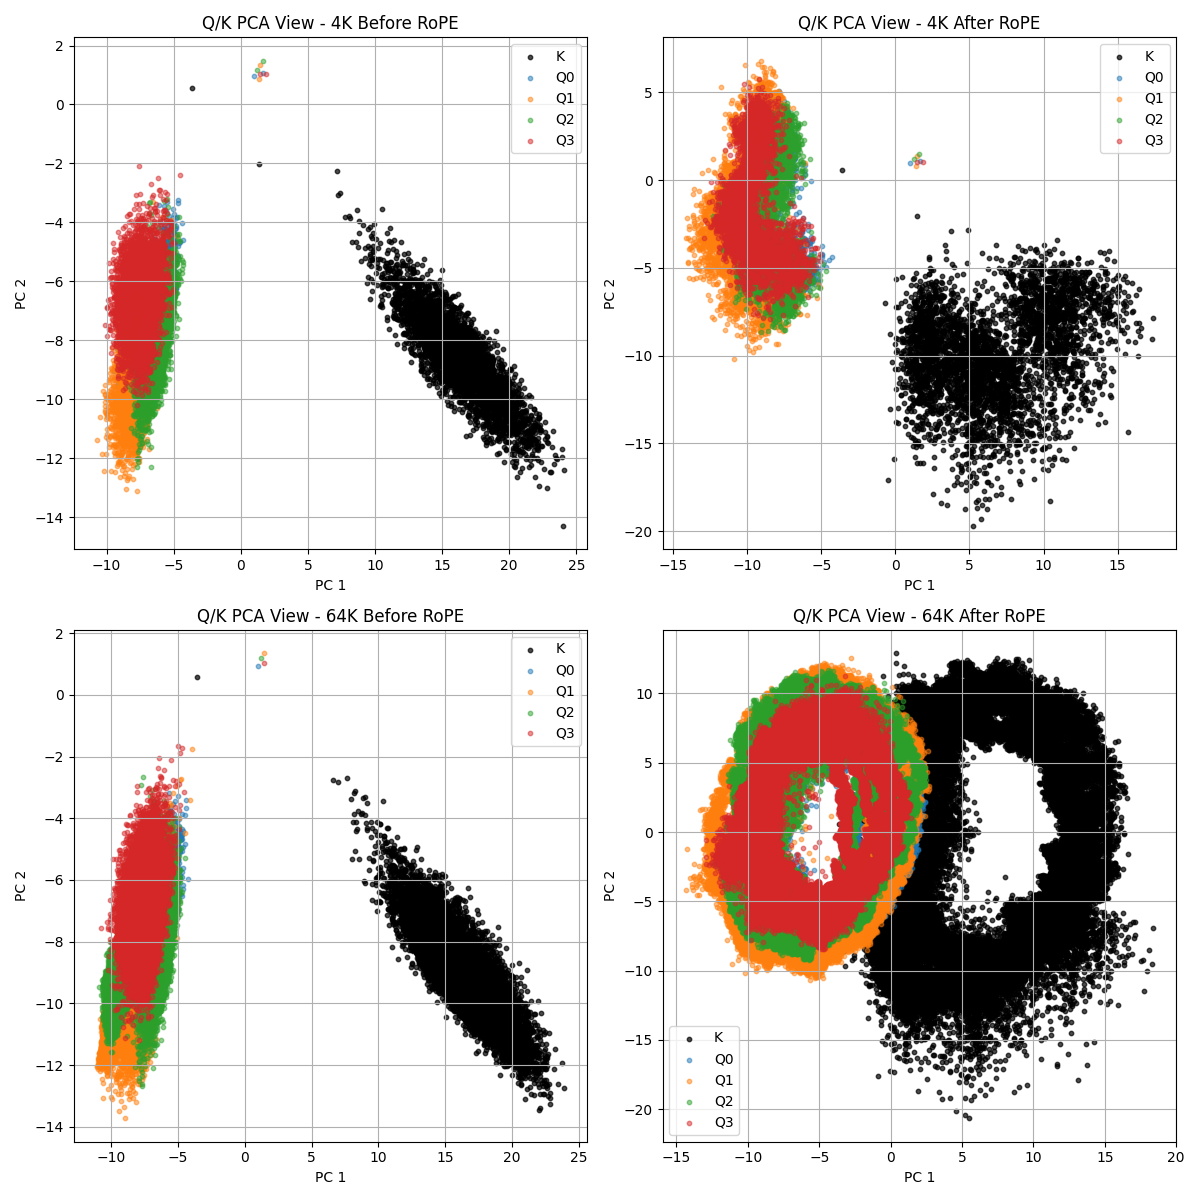 Q/K PCA View - 4K Before RoPE
2
0
−2
−4
−6
−8
−10
−12
−14
PC 2
−10 −5 0 5 10 15 20 25
PC 1
K
Q0
Q1
Q2
Q3
Q/K PCA View - 4K After RoPE
5
0
−5
−10
−15
−20
PC 2
−15 −10 −5 0 5 10 15
PC 1
K
Q0
Q1
Q2
Q3
Q/K PCA View - 64K Before RoPE
2
0
−2
−4
−6
−8
−10
−12
−14
PC 2
−10 −5 0 5 10 15 20 25
PC 1
K
Q0
Q1
Q2
Q3
Q/K PCA View - 64K After RoPE
10
5
0
−5
−10
−15
−20
PC 2
−15 −10 −5 0 5 10 15 20
PC 1
K
Q0
Q1
Q2
Q3